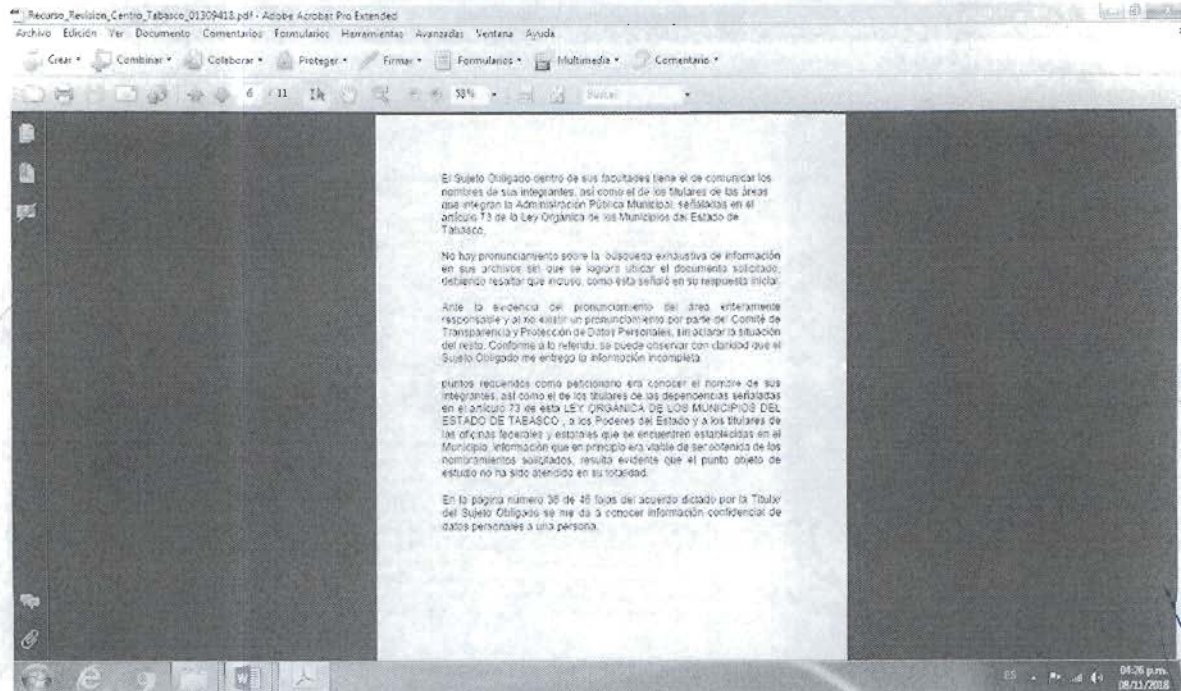 Recurso_Revision_Centro_Tabasco_01309418.pdf - Adobe Acrobat Pro Extended
Archivo Edición Ver Documento Comentarios Formularios Herramientas Avanzadas Ventana Ayuda
Crear Combinar Colaborar Proteger Firmar Formularios Multimedia Comentario
6 / 11 53% Buscar
El Sujeto Obligado dentro de sus facultades tiene el de comunicar los
nombres de sus integrantes, así como el de los titulares de las áreas
que integran la Administración Pública Municipal, señaladas en el
artículo 73 de la Ley Orgánica de los Municipios del Estado de
Tabasco.
No hay pronunciamiento sobre la búsqueda exhaustiva de información
en sus archivos sin que se lograra ubicar el documento solicitado,
debiendo resaltar que incluso, como ésta señaló en su respuesta inicial.
Ante la evidencia del pronunciamiento del área enteramente
responsable y al no existir un pronunciamiento por parte del Comité de
Transparencia y Protección de Datos Personales, sin aclarar la situación
del resto. Conforme a lo referido, se puede observar con claridad que el
Sujeto Obligado me entregó la información incompleta.
puntos requeridos como peticionario era conocer el nombre de sus
integrantes, así como el de los titulares de las dependencias señaladas
en el artículo 73 de esta LEY ORGÁNICA DE LOS MUNICIPIOS DEL
ESTADO DE TABASCO , a los Poderes del Estado y a los titulares de
las oficinas federales y estatales que se encuentren establecidas en el
Municipio, información que en principio era viable de ser obtenida de los
nombramientos solicitados, resulta evidente que el punto objeto de
estudio no ha sido atendido en su totalidad.
En la página número 36 de 46 fojas del acuerdo dictado por la Titular
del Sujeto Obligado se me da a conocer información confidencial de
datos personales a una persona.
ES 04:26 p.m.
08/11/2018